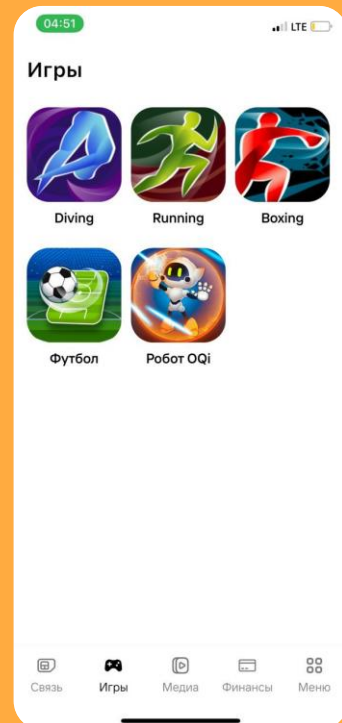 04:51 LTE
Игры
Diving Running Boxing
Футбол Робот OQi
Связь Игры Медиа Финансы Меню